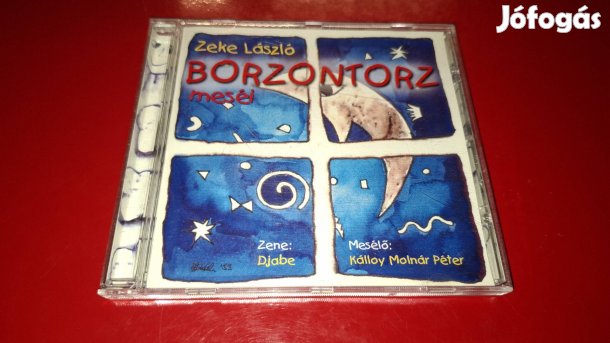 Jófogás
Zeke László
BORZONTORZ
meséi
Zene:
Djabe
Mesélő:
Kálloy Molnár Péter